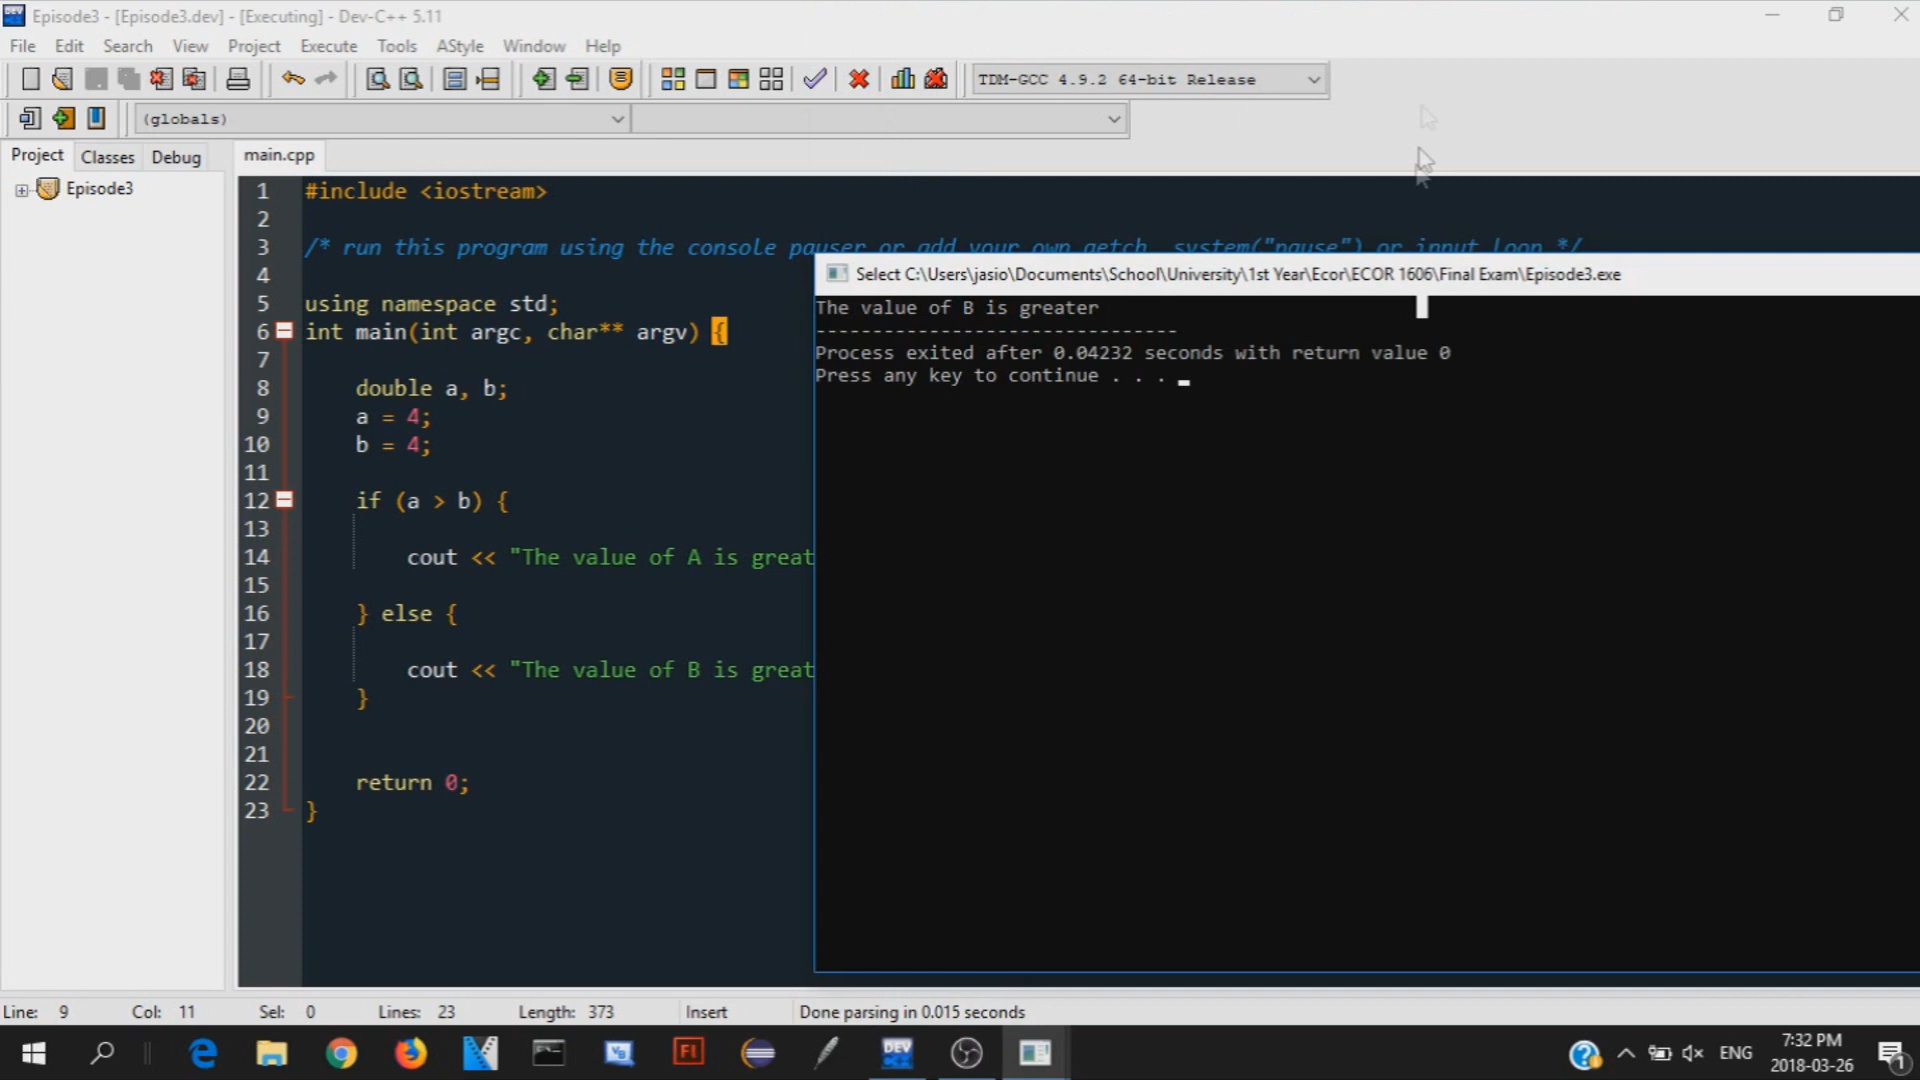 Episode3 - [Episode3.dev] - [Executing] - Dev-C++ 5.11
File Edit Search View Project Execute Tools AStyle Window Help
TDM-GCC 4.9.2 64-bit Release
(globals)
Project Classes Debug main.cpp
Episode3
1 #include <iostream>
2
3 /* run this program using the console pauser or add your own getch, system("pause") or input loop */
4
5 using namespace std;
6 int main(int argc, char** argv) {
7
8 double a, b;
9 a = 4;
10 b = 4;
11
12 if (a > b) {
13
14 cout << "The value of A is great
15
16 } else {
17
18 cout << "The value of B is great
19 }
20
21
22 return 0;
23 }
Select C:\Users\jasio\Documents\School\University\1st Year\Ecor\ECOR 1606\Final Exam\Episode3.exe
The value of B is greater
--------------------------------
Process exited after 0.04232 seconds with return value 0
Press any key to continue . . .
Line: 9 Col: 11 Sel: 0 Lines: 23 Length: 373 Insert Done parsing in 0.015 seconds
ENG
7:32 PM
2018-03-26
1